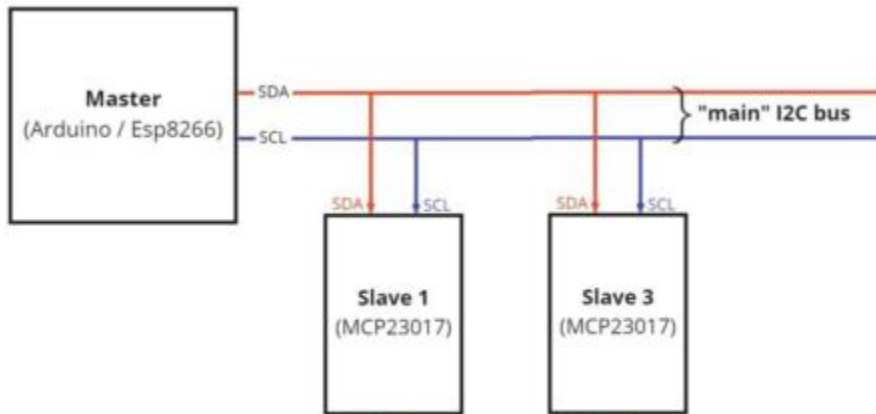 Master
(Arduino / Esp8266)
SDA
SCL
"main" I2C bus
SDA
SCL
Slave 1
(MCP23017)
SDA
SCL
Slave 3
(MCP23017)